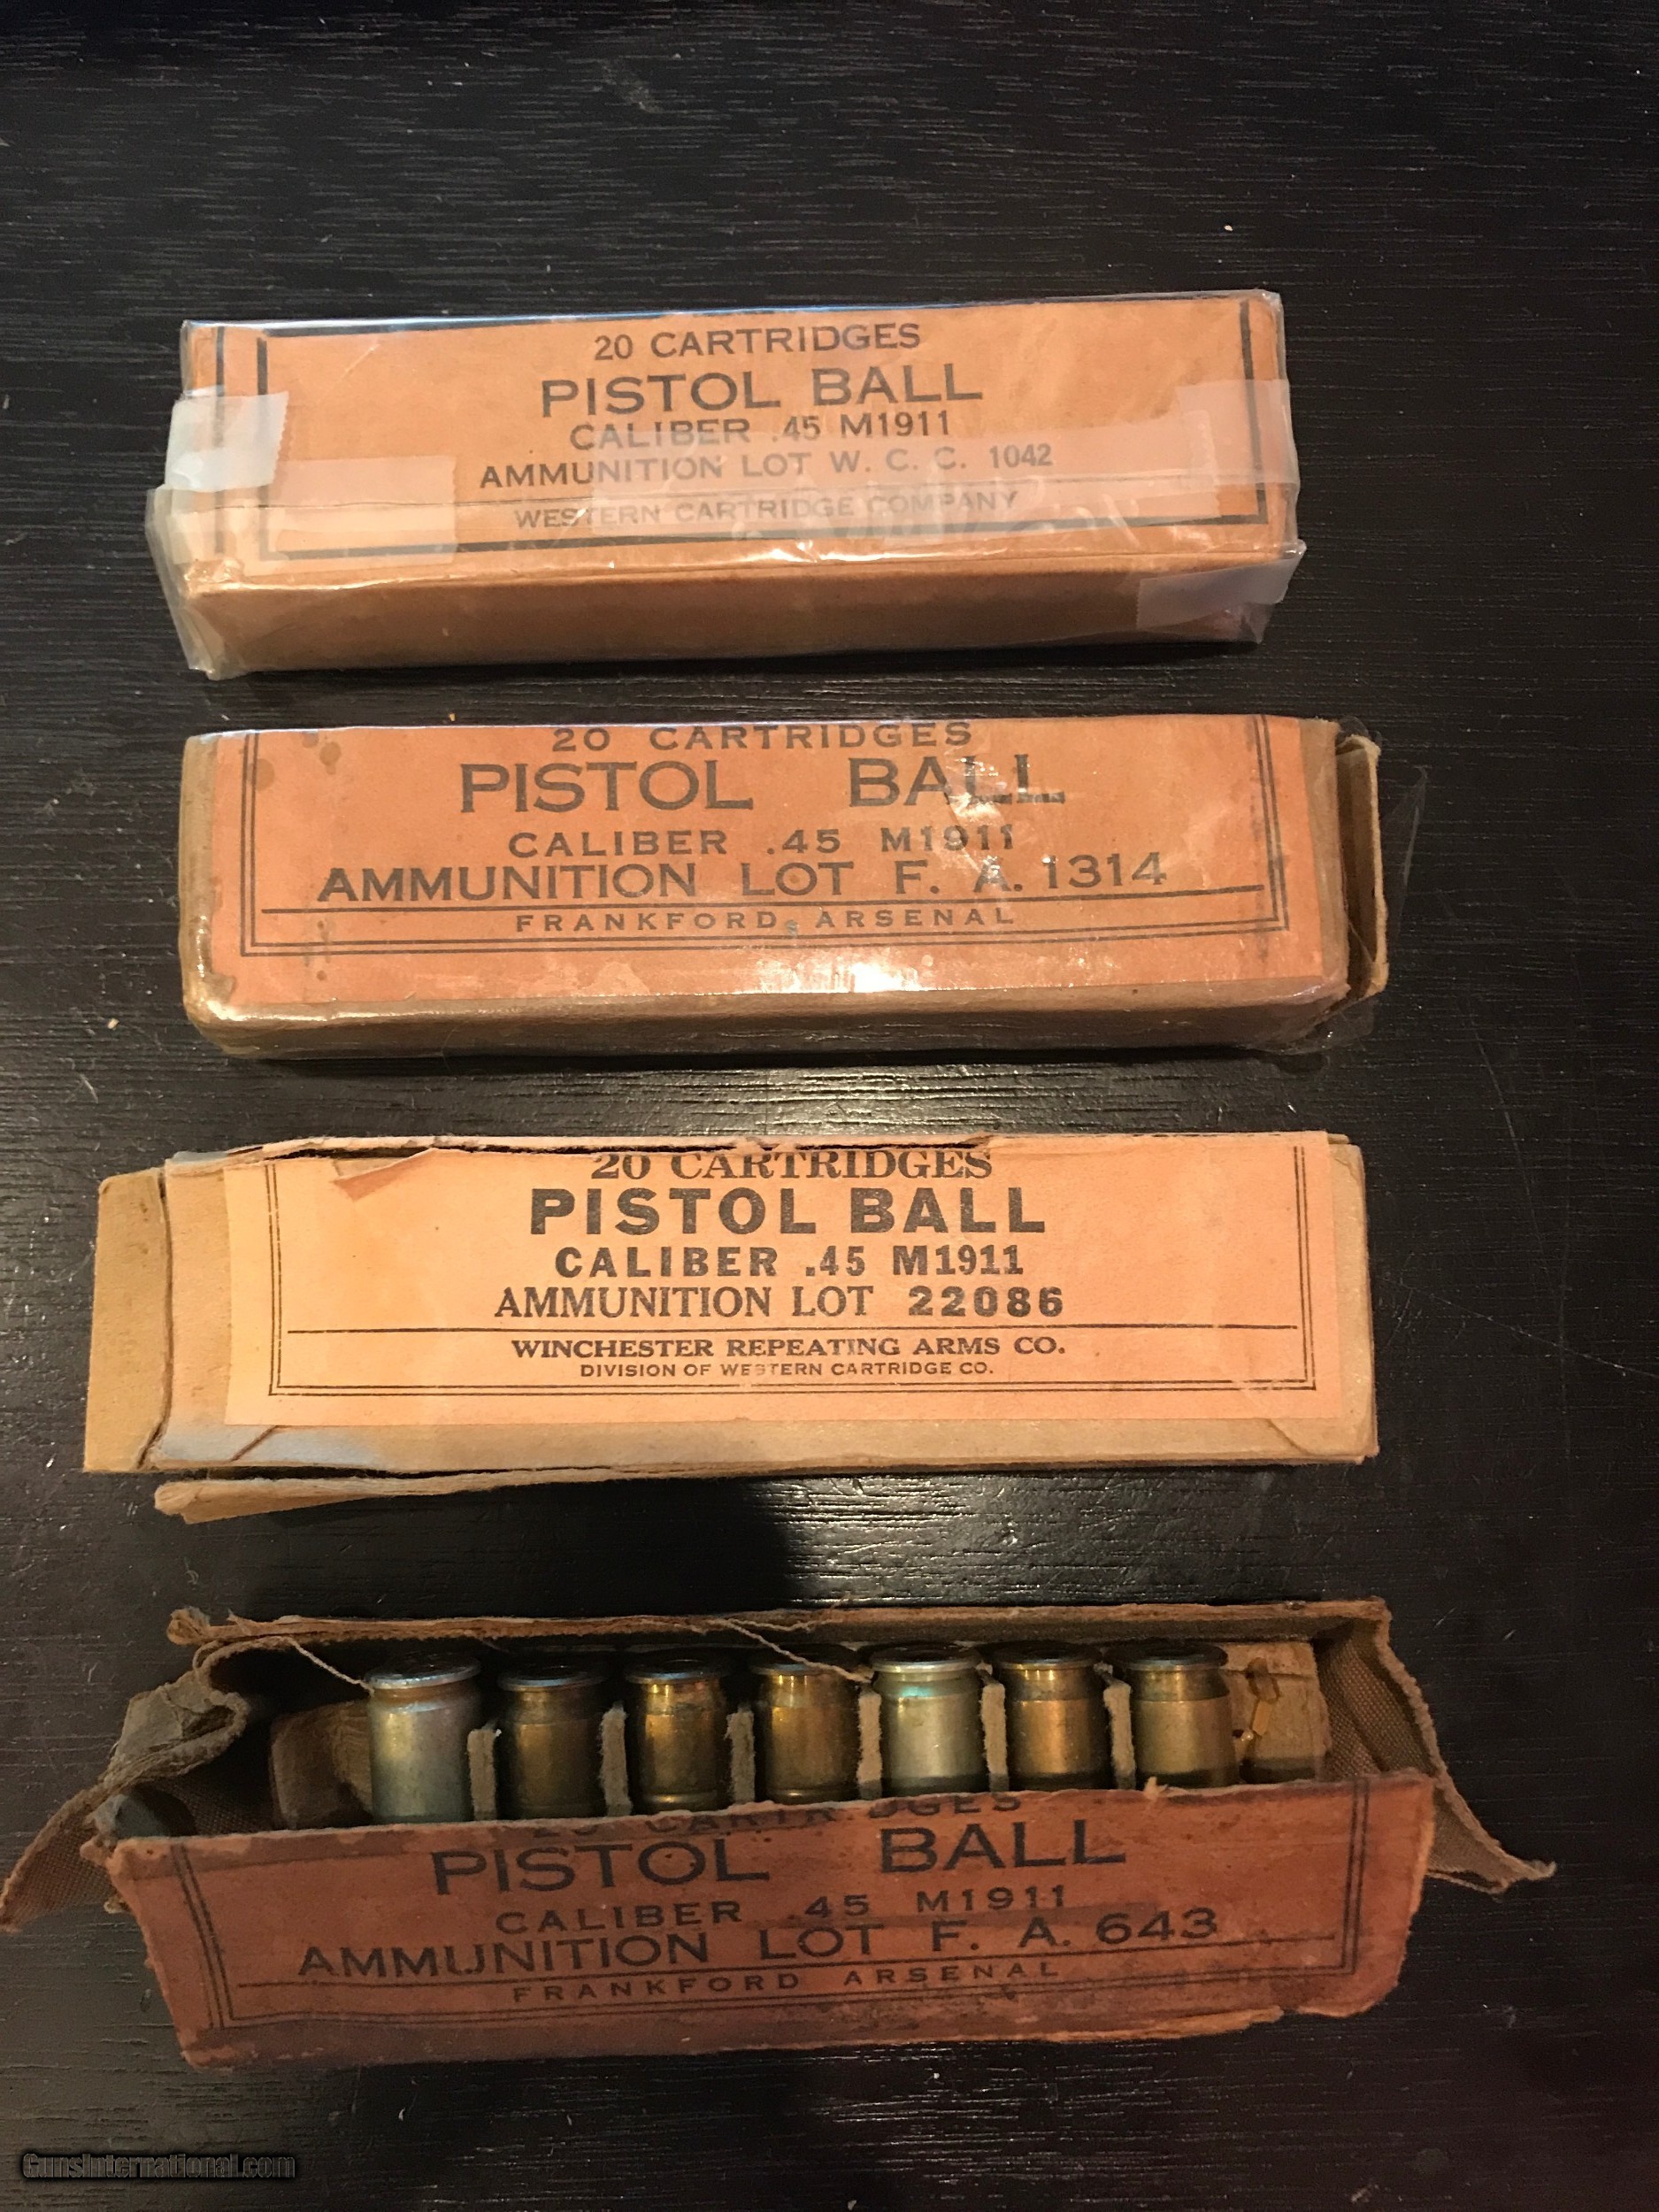 20 CARTRIDGES
PISTOL BALL
CALIBER .45 M1911
AMMUNITION LOT W. C. C. 1042
WESTERN CARTRIDGE COMPANY
20 CARTRIDGES
PISTOL BALL
CALIBER .45 M1911
AMMUNITION LOT F. A. 1314
FRANKFORD ARSENAL
20 CARTRIDGES
PISTOL BALL
CALIBER .45 M1911
AMMUNITION LOT 22086
WINCHESTER REPEATING ARMS CO.
DIVISION OF WESTERN CARTRIDGE CO.
20 CARTRIDGES
PISTOL BALL
CALIBER .45 M1911
AMMUNITION LOT F. A. 643
FRANKFORD ARSENAL
GunsInternational.com